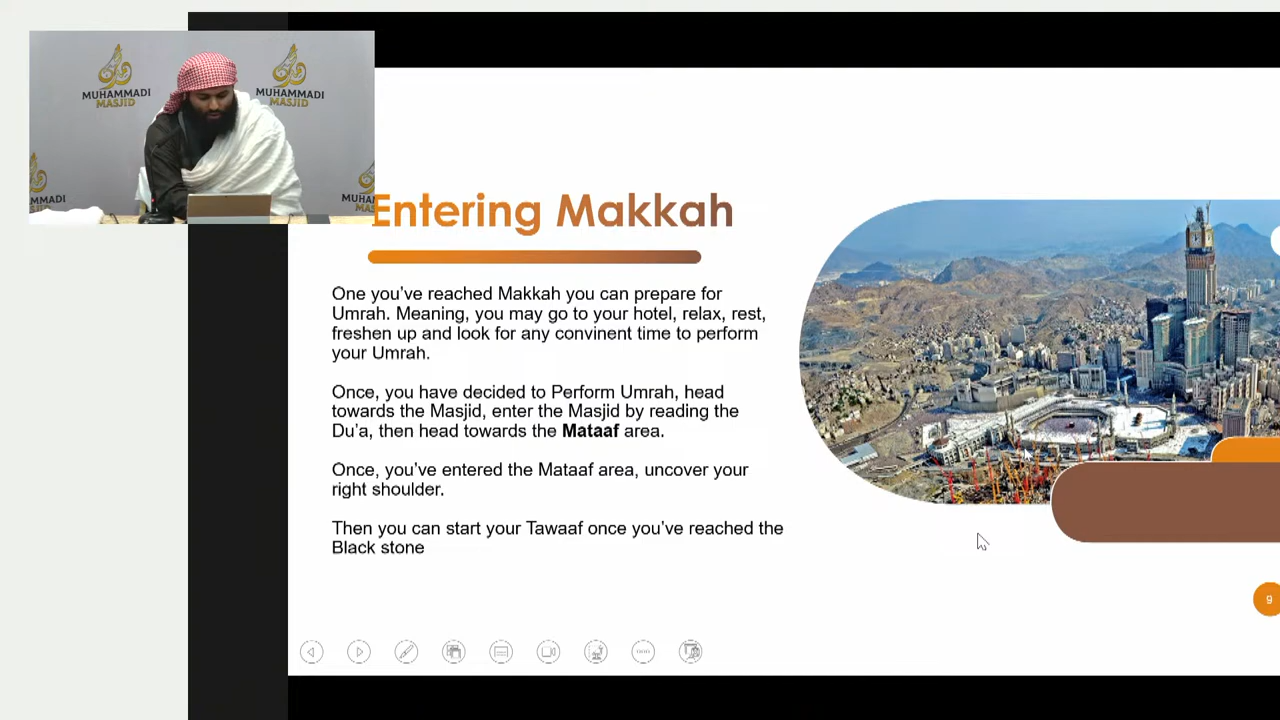 MUHAMMADI
MASJID
MUHAMMADI
MASJID
MMADI
MUHAM
Entering Makkah
One you've reached Makkah you can prepare for
Umrah. Meaning, you may go to your hotel, relax, rest,
freshen up and look for any convinent time to perform
your Umrah.
Once, you have decided to Perform Umrah, head
towards the Masjid, enter the Masjid by reading the
Du'a, then head towards the Mataaf area.
Once, you've entered the Mataaf area, uncover your
right shoulder.
Then you can start your Tawaaf once you've reached the
Black stone
9